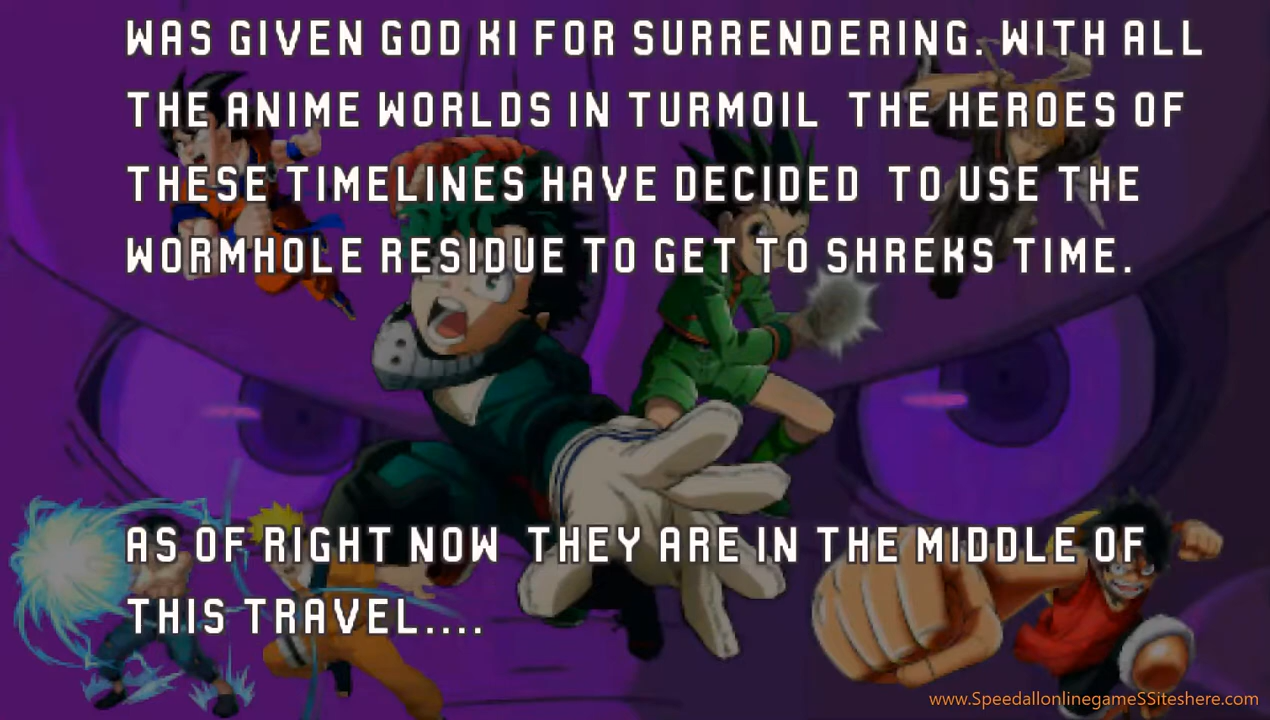 WAS GIVEN GOD KI FOR SURRENDERING. WITH ALL
THE ANIME WORLDS IN TURMOIL THE HEROES OF
THESE TIMELINES HAVE DECIDED TO USE THE
WORMHOLE RESIDUE TO GET TO SHREKS TIME.
AS OF RIGHT NOW THEY ARE IN THE MIDDLE OF
THIS TRAVEL....
www.SpeedallonlinegameSSiteshere.com